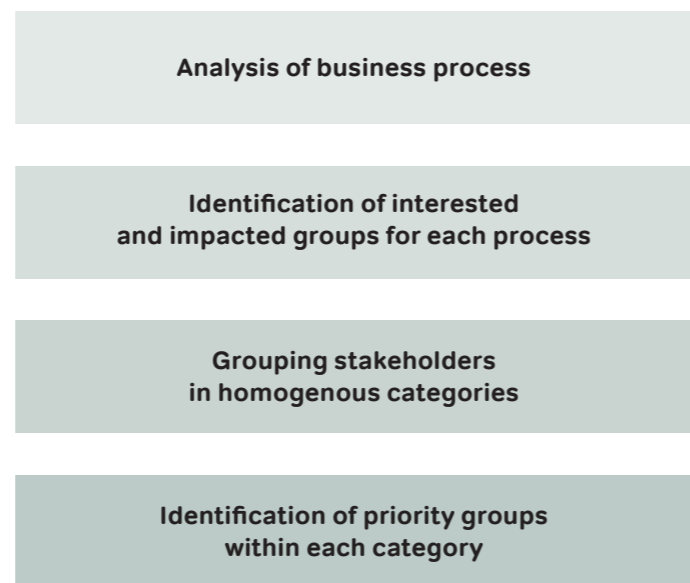 Analysis of business process
Identification of interested
and impacted groups for each process
Grouping stakeholders
in homogenous categories
Identification of priority groups
within each category